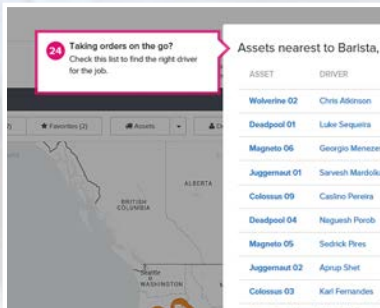 24 Taking orders on the go?
Check this list to find the right driver
for the job.
Assets nearest to Barista,
ASSET DRIVER
Wolverine 02 Chris Atkinson
Deadpool 01 Luke Sequeira
Magneto 06 Georgio Menezes
Juggernaut 01 Sarvesh Mardolk
Colossus 09 Caslino Pereira
Deadpool 04 Naguesh Porob
Magneto 05 Sedrick Pires
Juggernaut 02 Aprup Shet
Colossus 03 Karl Fernandes
Favorites (2) Assets
ALBERTA
BRITISH
COLUMBIA
Seattle
WASHINGTON